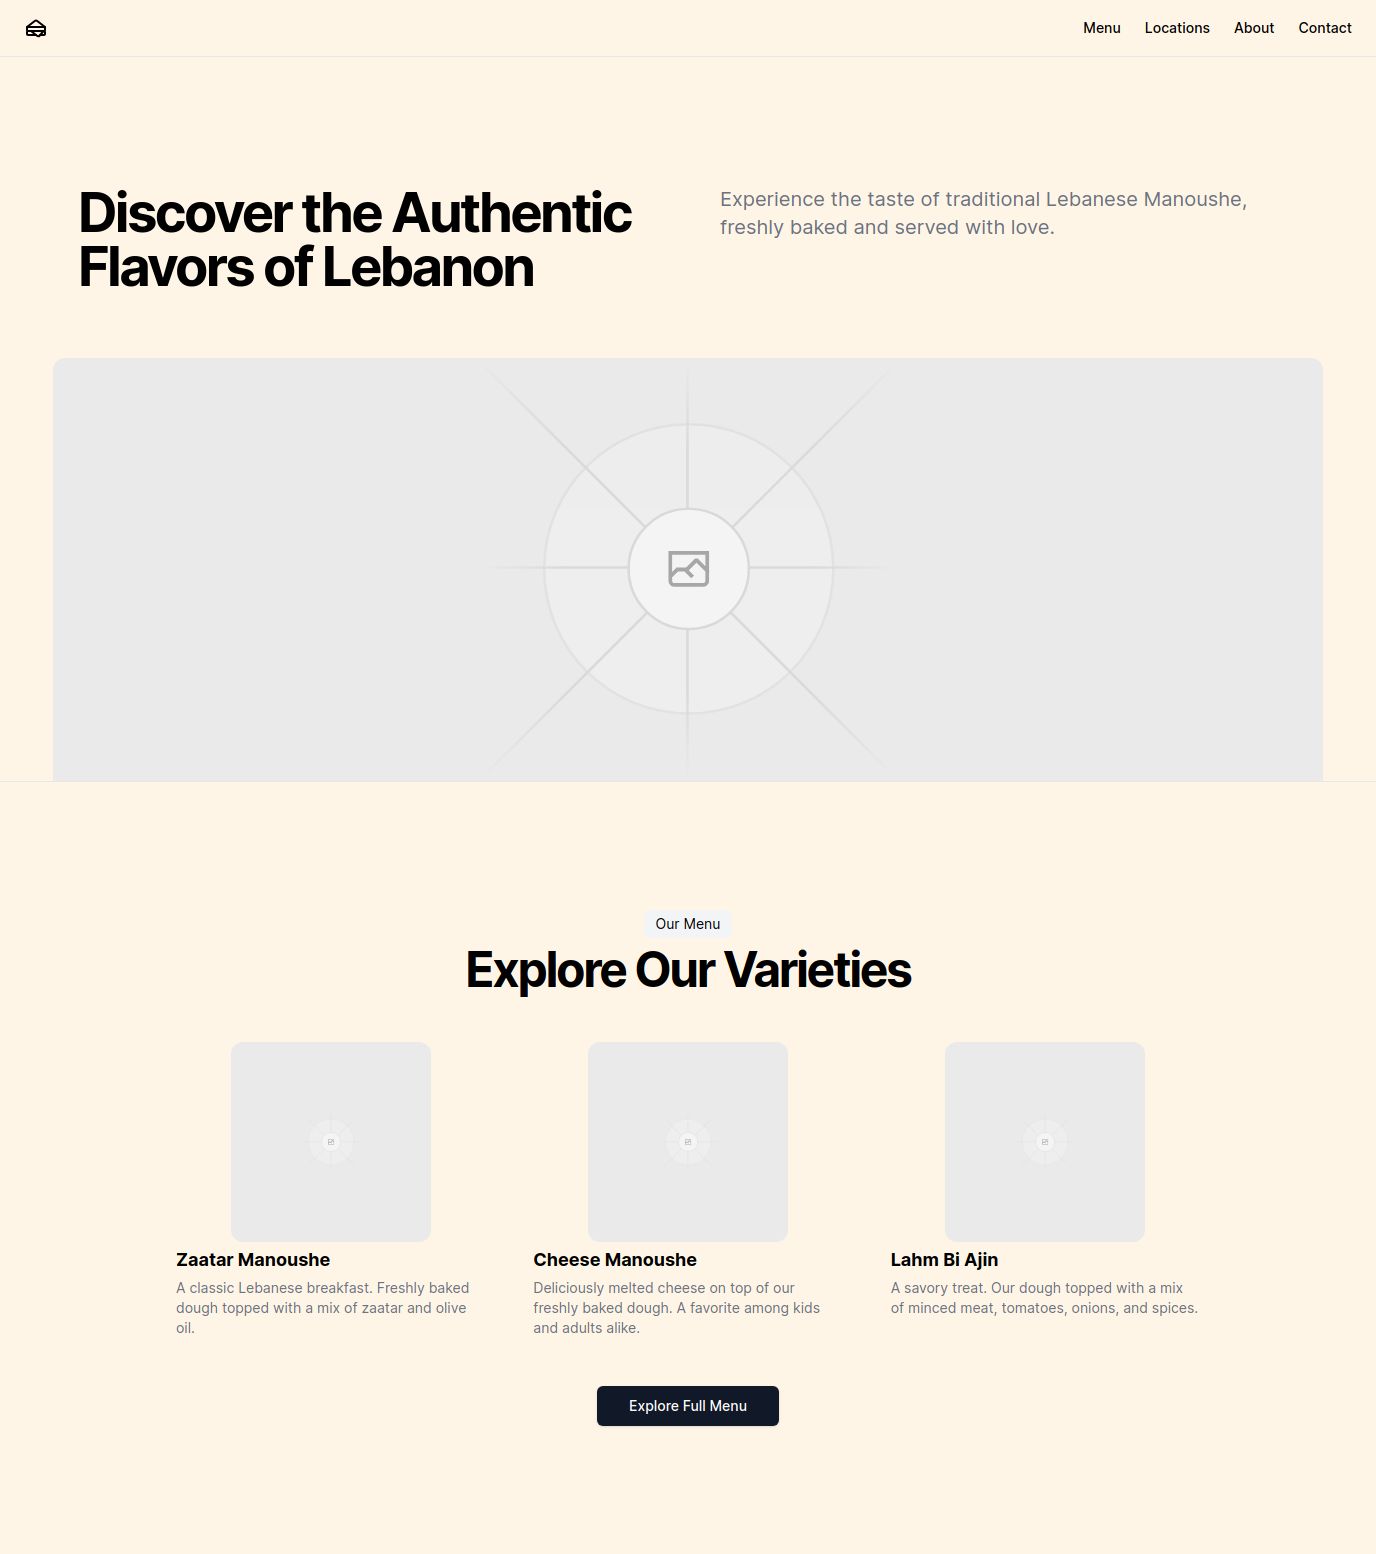 Menu Locations About Contact
Discover the Authentic
Flavors of Lebanon
Experience the taste of traditional Lebanese Manoushe,
freshly baked and served with love.
Our Menu
Explore Our Varieties
Zaatar Manoushe
A classic Lebanese breakfast. Freshly baked
dough topped with a mix of zaatar and olive
oil.
Cheese Manoushe
Deliciously melted cheese on top of our
freshly baked dough. A favorite among kids
and adults alike.
Lahm Bi Ajin
A savory treat. Our dough topped with a mix
of minced meat, tomatoes, onions, and spices.
Explore Full Menu